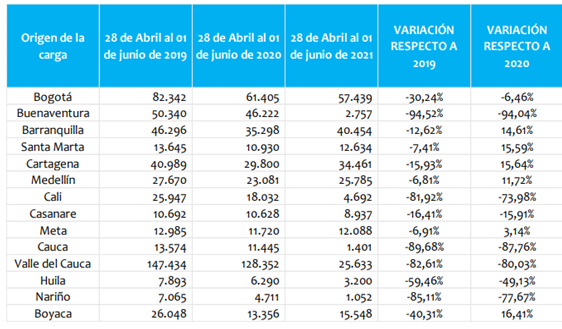 Origen de la carga 28 de Abril al 01 de junio de 2019 28 de Abril al 01 de junio de 2020 28 de Abril al 01 de junio de 2021 VARIACIÓN RESPECTO A 2019 VARIACIÓN RESPECTO A 2020
Bogotá 82.342 61.405 57.439 -30,24% -6,46%
Buenaventura 50.340 46.222 2.757 -94,52% -94,04%
Barranquilla 46.296 35.298 40.454 -12,62% 14,61%
Santa Marta 13.645 10.930 12.634 -7,41% 15,59%
Cartagena 40.989 29.800 34.461 -15,93% 15,64%
Medellín 27.670 23.081 25.785 -6,81% 11,72%
Cali 25.947 18.032 4.692 -81,92% -73,98%
Casanare 10.692 10.628 8.937 -16,41% -15,91%
Meta 12.985 11.720 12.088 -6,91% 3,14%
Cauca 13.574 11.445 1.401 -89,68% -87,76%
Valle del Cauca 147.434 128.352 25.633 -82,61% -80,03%
Huila 7.893 6.290 3.200 -59,46% -49,13%
Nariño 7.065 4.711 1.052 -85,11% -77,67%
Boyaca 26.048 13.356 15.548 -40,31% 16,41%